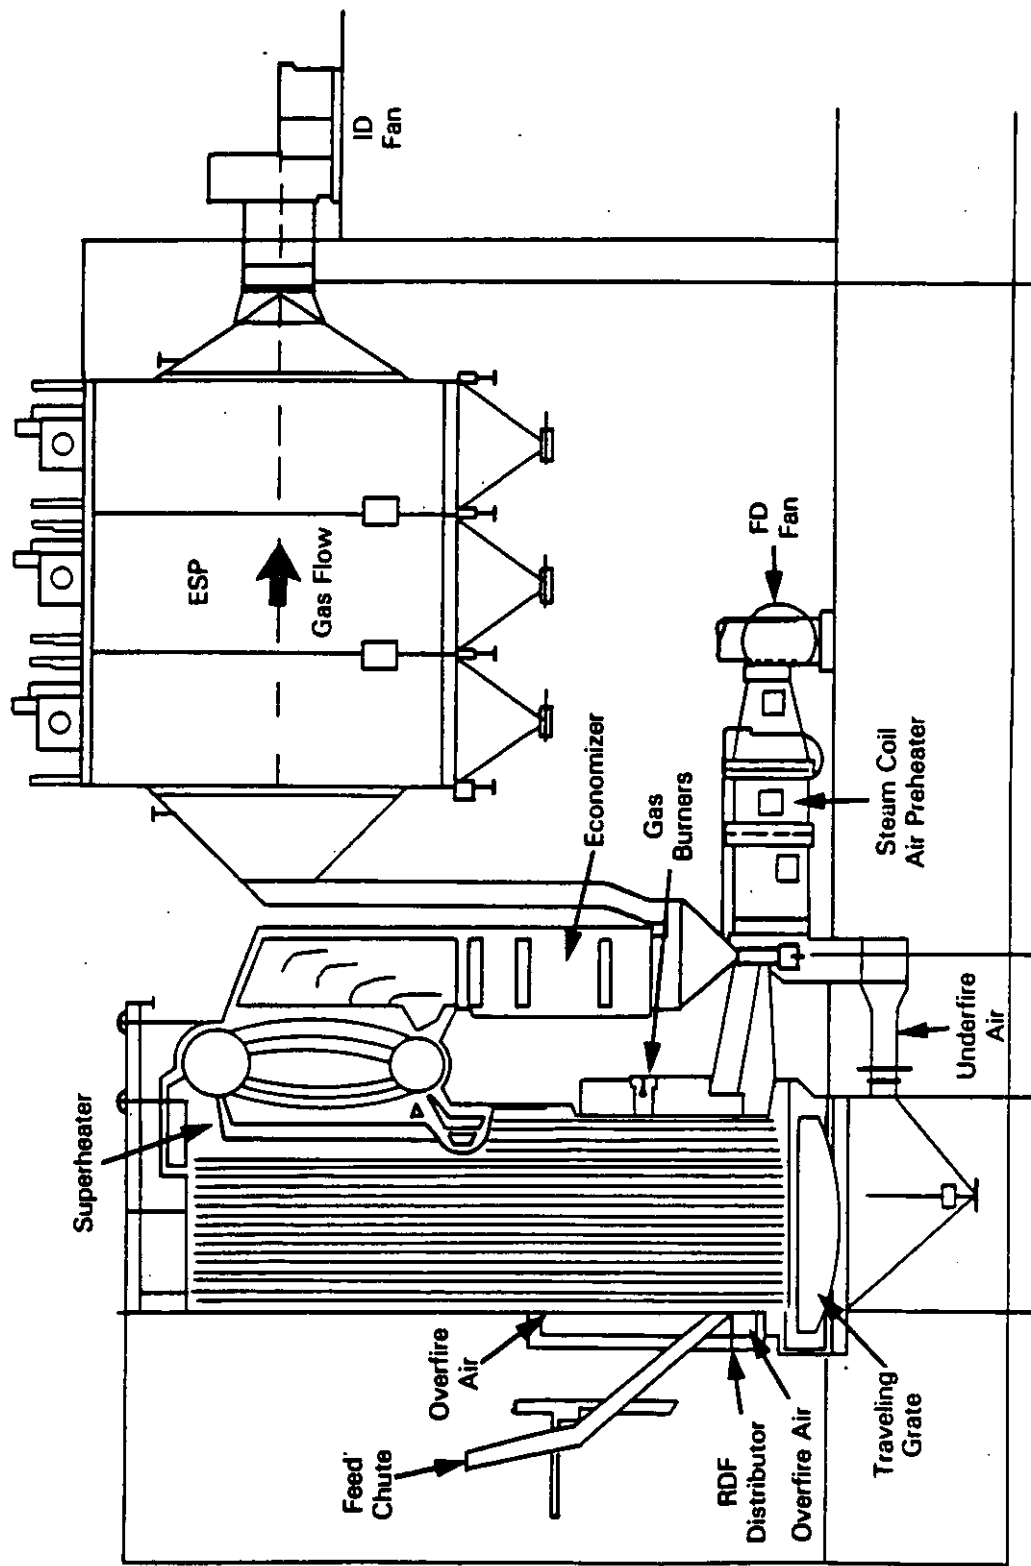 ID
Fan
ESP
Gas Flow
FD
Fan
Superheater
Economizer
Gas
Burners
Steam Coil
Air Preheater
Overfire
Air
Feed
Chute
Underfire
Air
RDF
Distributor
Overfire Air
Traveling
Grate